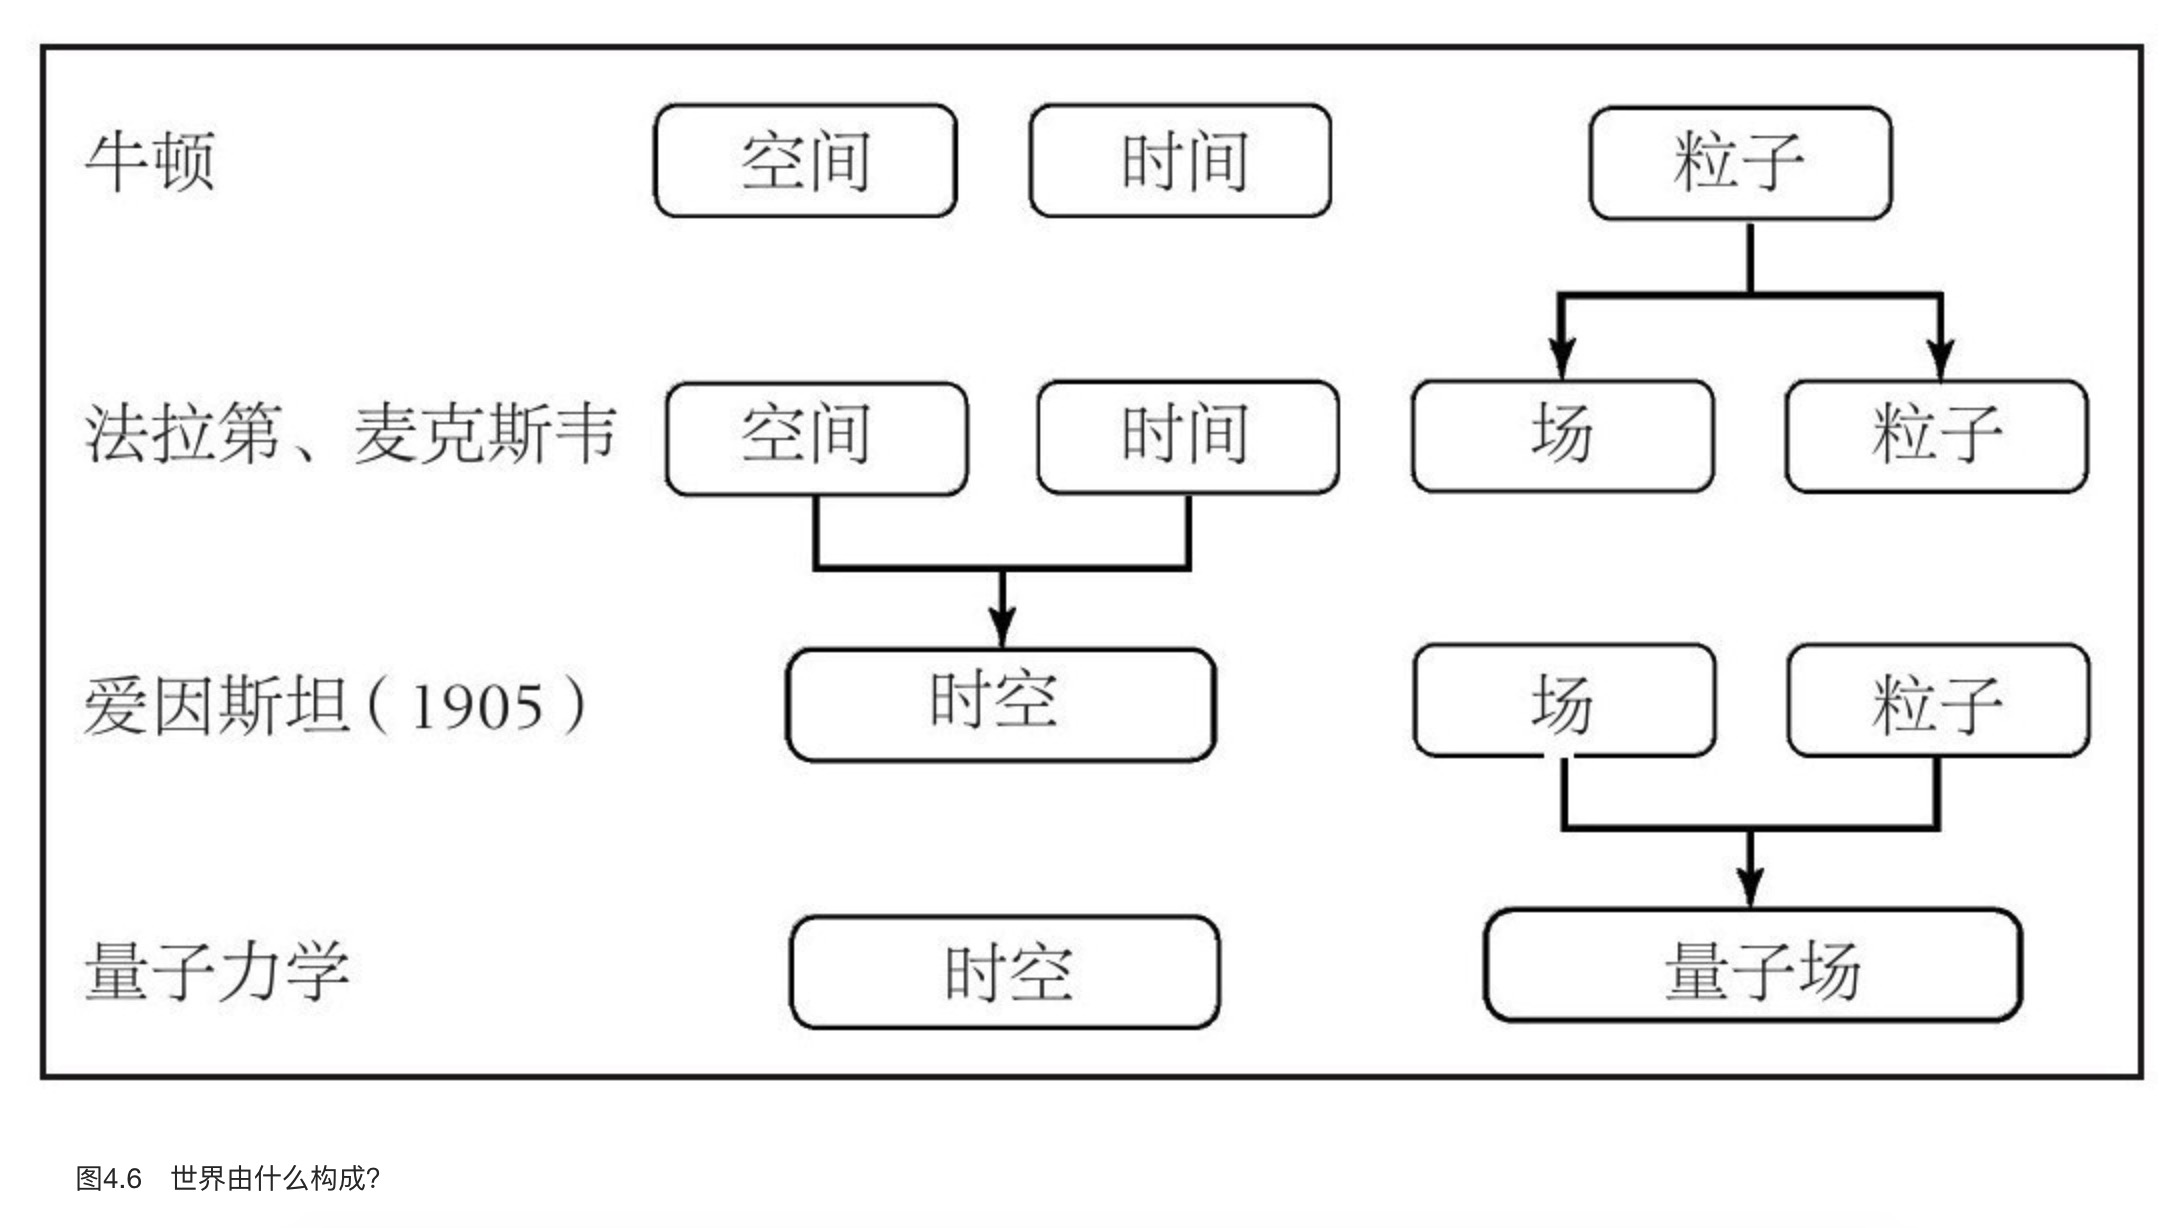 牛顿 空间 时间 粒子
法拉第、麦克斯韦 空间 时间 场 粒子
爱因斯坦（1905） 时空 场 粒子
量子力学 时空 量子场
图4.6 世界由什么构成？